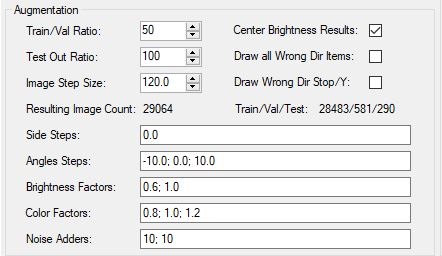 Augmentation
Train/Val Ratio: 50 Center Brightness Results:
Test Out Ratio: 100 Draw all Wrong Dir Items:
Image Step Size: 120.0 Draw Wrong Dir Stop/Y:
Resulting Image Count: 29064 Train/Val/Test: 28483/581/290
Side Steps: 0.0
Angles Steps: -10.0; 0.0; 10.0
Brightness Factors: 0.6; 1.0
Color Factors: 0.8; 1.0; 1.2
Noise Adders: 10; 10